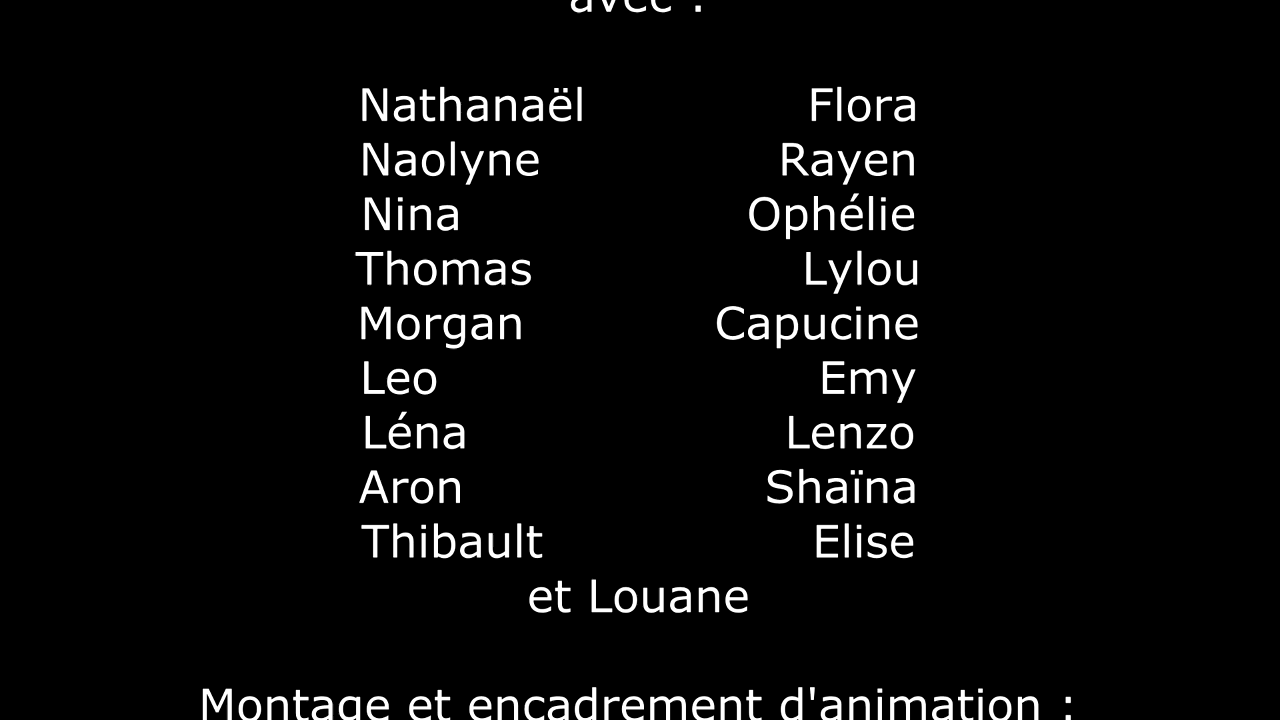 avec :
Nathanaël Flora
Naolyne Rayen
Nina Ophélie
Thomas Lylou
Morgan Capucine
Leo Emy
Léna Lenzo
Aron Shaïna
Thibault Elise
et Louane
Montage et encadrement d'animation :